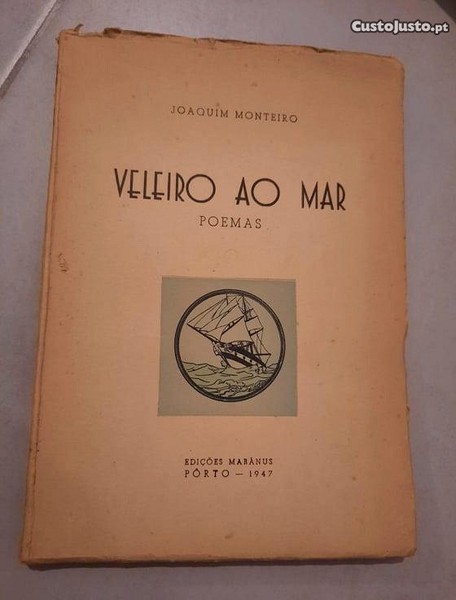 CustoJusto.pt
JOAQUIM MONTEIRO
VELEIRO AO MAR
POEMAS
EDIÇÕES MARÂNUS
PÔRTO — 1947